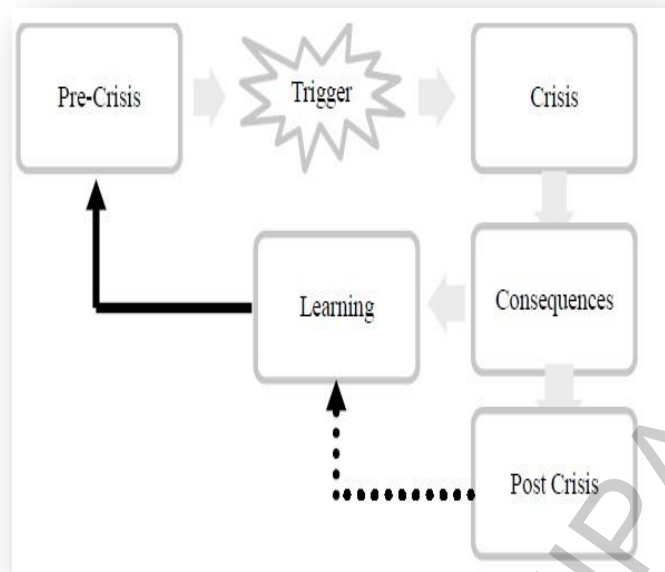 Pre-Crisis
Trigger
Crisis
Learning
Consequences
Post Crisis